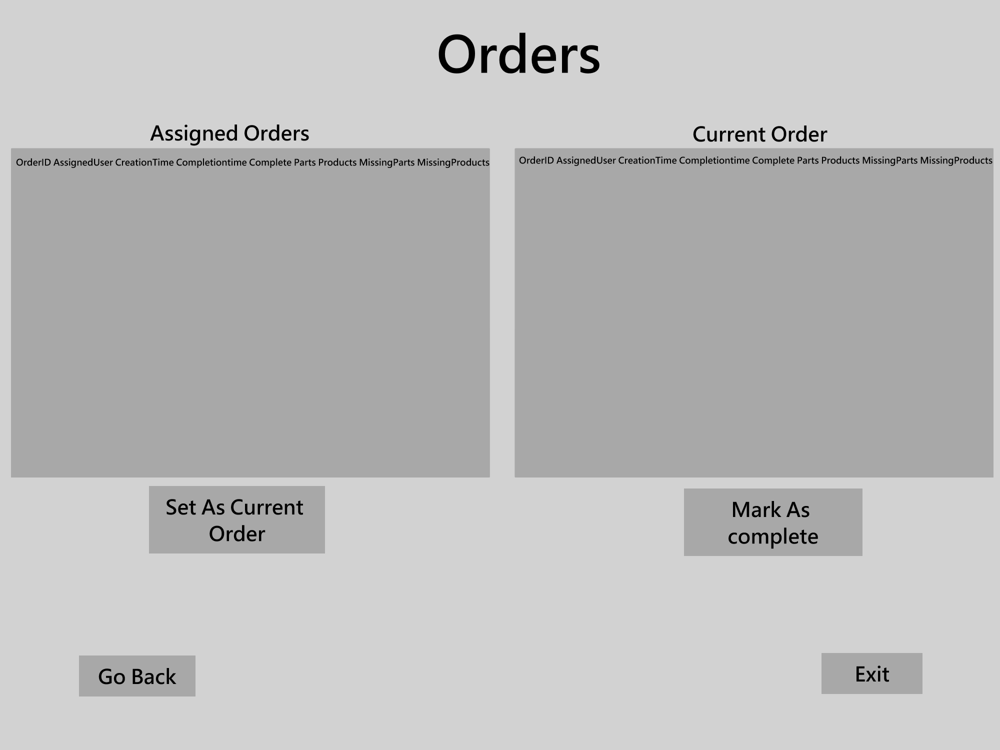 Orders
Assigned Orders
OrderID AssignedUser CreationTime Completiontime Complete Parts Products MissingParts MissingProducts
Set As Current
Order
Current Order
OrderID AssignedUser CreationTime Completiontime Complete Parts Products MissingParts MissingProducts
Mark As
complete
Go Back
Exit